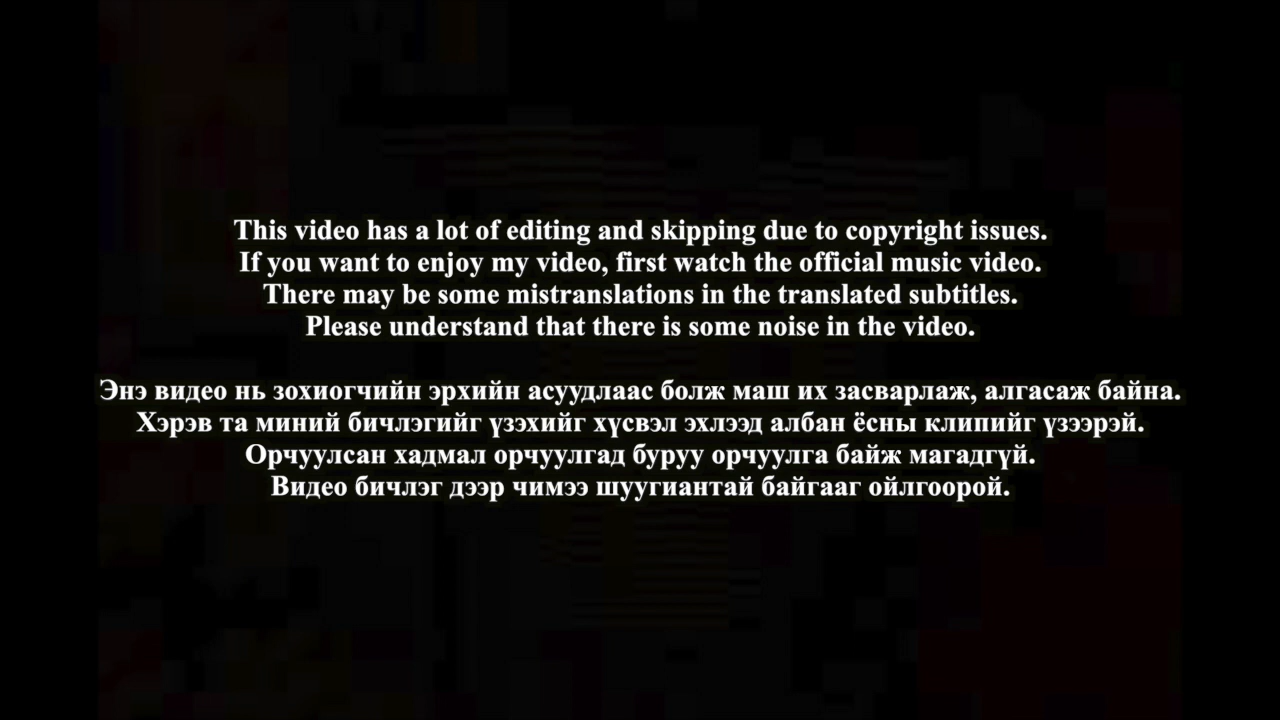 This video has a lot of editing and skipping due to copyright issues.
If you want to enjoy my video, first watch the official music video.
There may be some mistranslations in the translated subtitles.
Please understand that there is some noise in the video.
Энэ видео нь зохиогчийн эрхийн асуудлаас болж маш их засварлаж, алгасаж байна.
Хэрэв та миний бичлэгийг үзэхийг хүсвэл эхлээд албан ёсны клипийг үзээрэй.
Орчуулсан хадмал орчуулгад буруу орчуулга байж магадгүй.
Видео бичлэг дээр чимээ шуугиантай байгааг ойлгоорой.